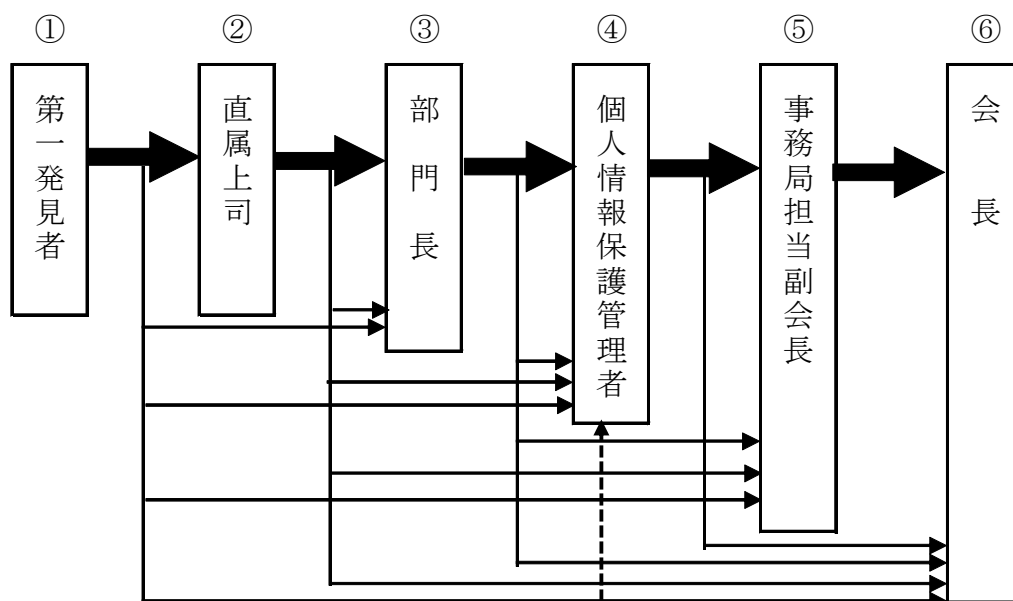 ① ② ③ ④ ⑤ ⑥
第一発見者
直属上司
部門長
個人情報保護管理者
事務局担当副会長
会長